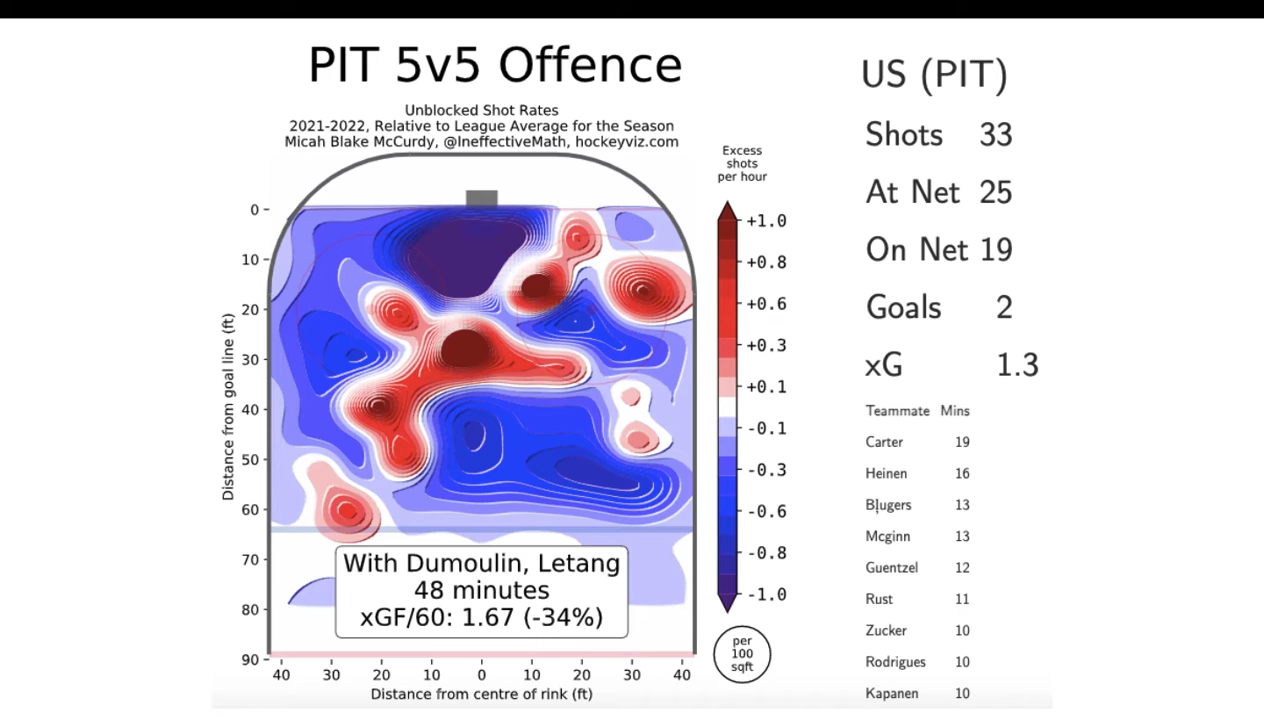 PIT 5v5 Offence
Unblocked Shot Rates
2021-2022, Relative to League Average for the Season
Micah Blake McCurdy, @IneffectiveMath, hockeyviz.com
Distance from goal line (ft)
0
10
20
30
40
50
60
70
80
90
With Dumoulin, Letang
48 minutes
xGF/60: 1.67 (-34%)
40 30 20 10 0 10 20 30 40
Distance from centre of rink (ft)
Excess
shots
per hour
+1.0
+0.8
+0.6
+0.3
+0.1
-0.1
-0.3
-0.6
-0.8
-1.0
per
100
sqft
US (PIT)
Shots 33
At Net 25
On Net 19
Goals 2
xG 1.3
Teammate Mins
Carter 19
Heinen 16
Blugers 13
Mcginn 13
Guentzel 12
Rust 11
Zucker 10
Rodrigues 10
Kapanen 10